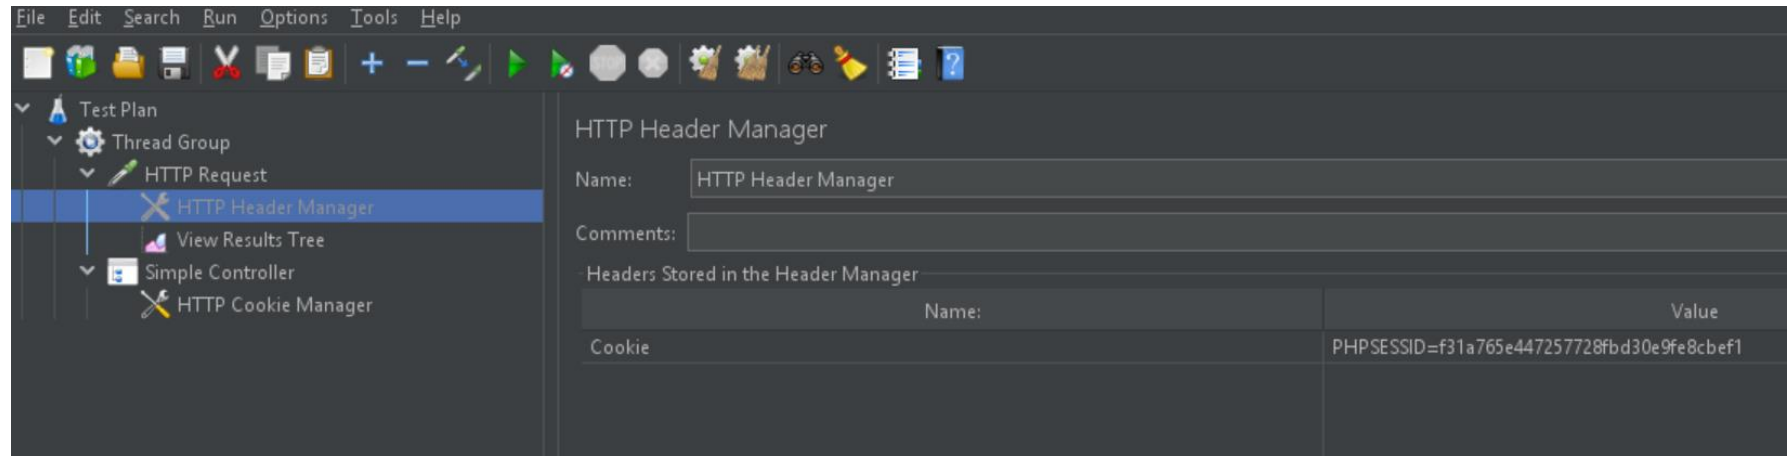 File Edit Search Run Options Tools Help
Test Plan
Thread Group
HTTP Request
HTTP Header Manager
View Results Tree
Simple Controller
HTTP Cookie Manager
HTTP Header Manager
Name: HTTP Header Manager
Comments:
Headers Stored in the Header Manager
Name: Value
Cookie PHPSESSID=f31a765e447257728fbd30e9fe8cbef1